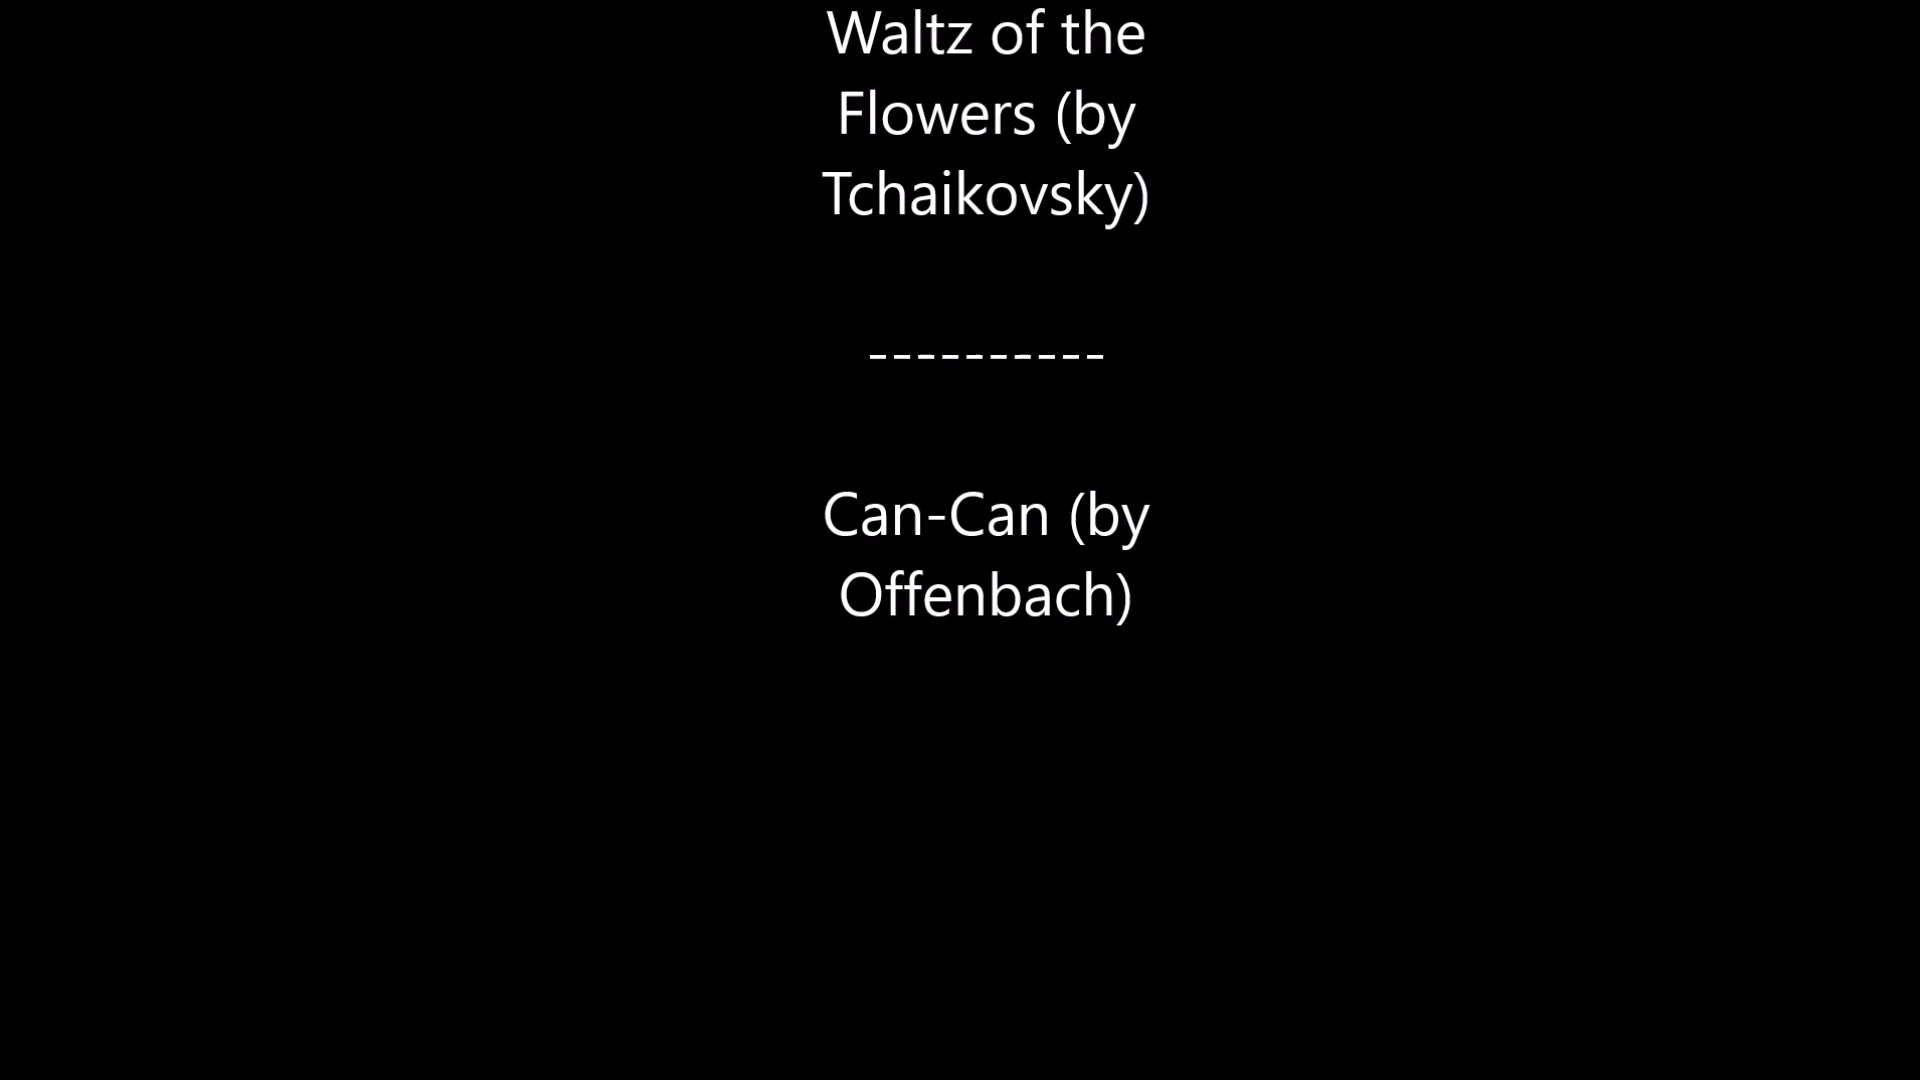 Waltz of the
Flowers (by
Tchaikovsky)
----------
Can-Can (by
Offenbach)